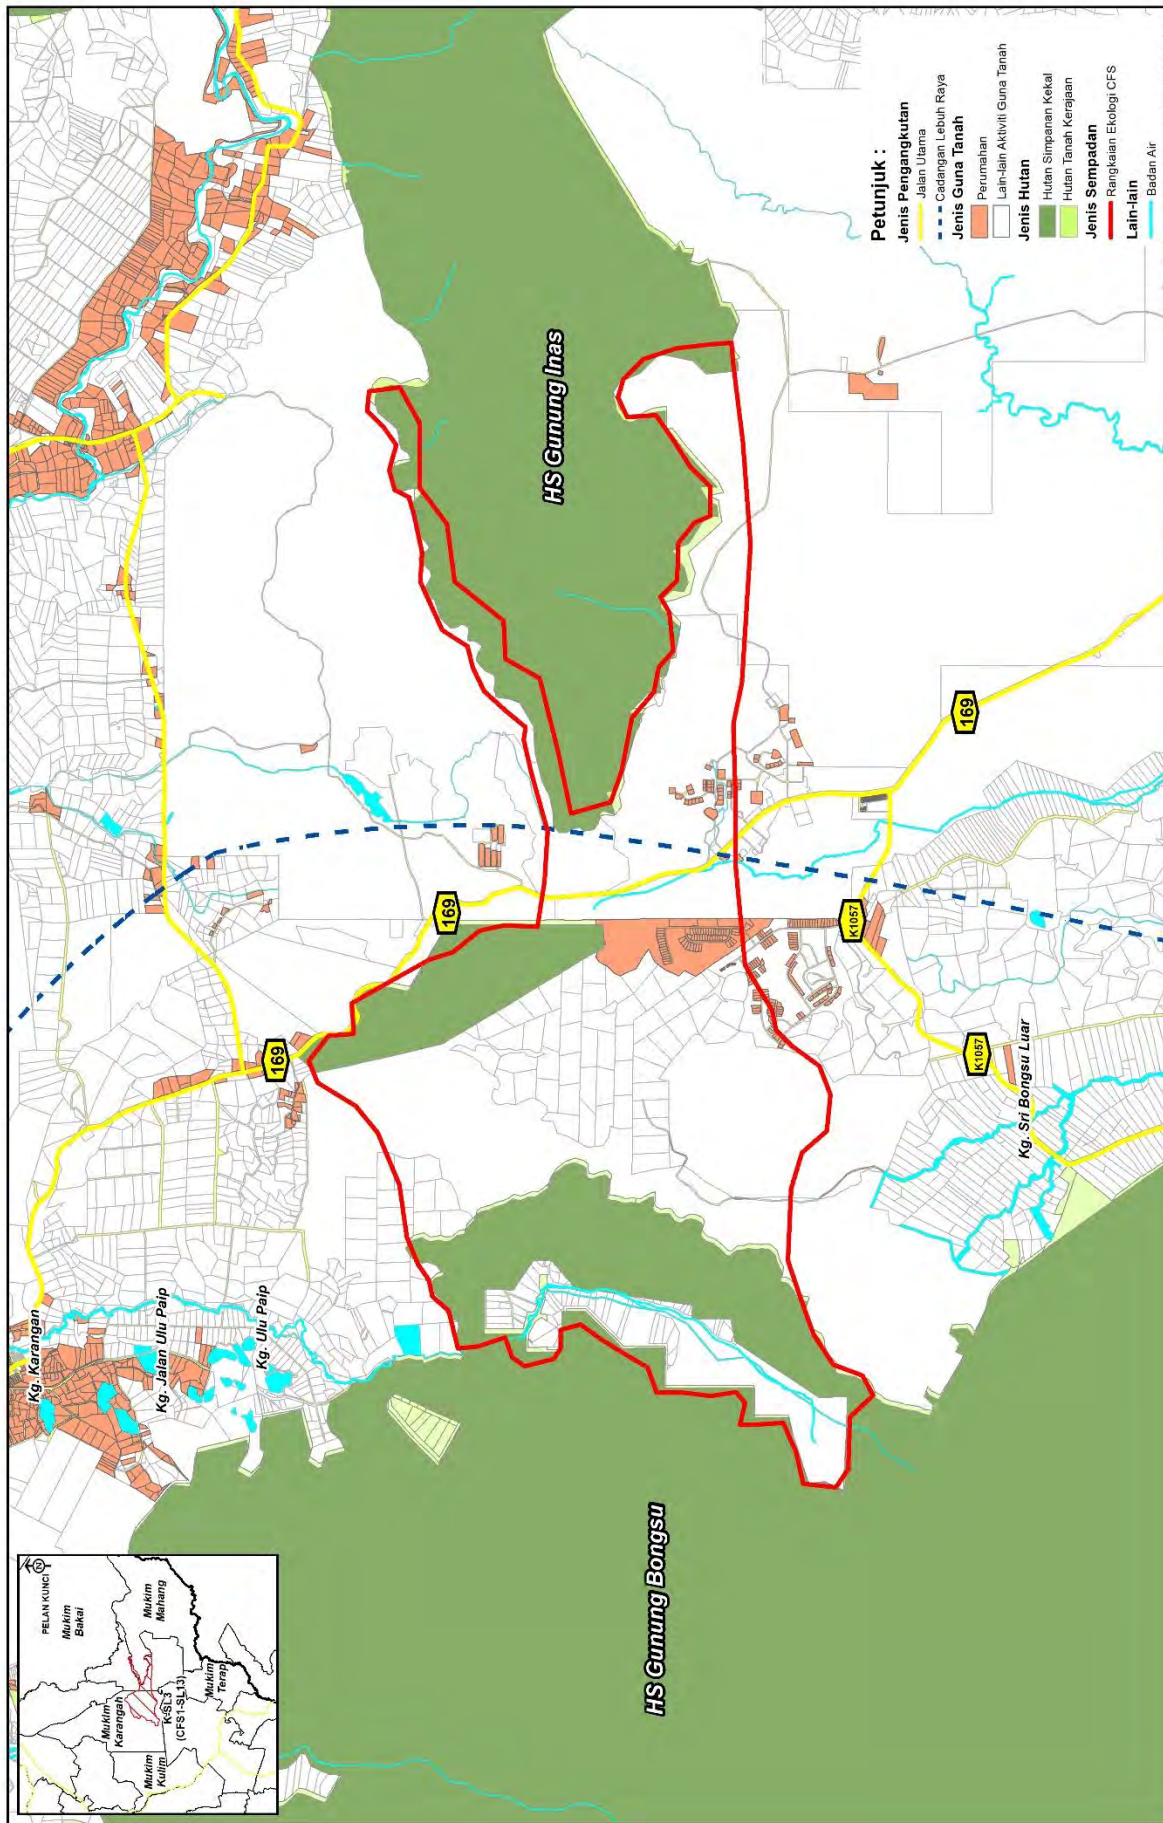 PELAN KUNCI
N
Mukim
Bakai
Mukim
Mahang
Mukim
Karangah
K-SL3
(CFS1-SL13)
Mukim
Terap
Mukim
Kulim
Kg. Karangan
Kg. Jalan Ulu Paip
Kg. Ulu Paip
169
169
169
K1057
K1057
Kg. Sri Bongsu Luar
HS Gunung Inas
HS Gunung Bongsu
Petunjuk :
Jenis Pengangkutan
Jalan Utama
Cadangan Lebuh Raya
Jenis Guna Tanah
Perumahan
Lain-lain Aktiviti Guna Tanah
Jenis Hutan
Hutan Simpanan Kekal
Hutan Tanah Kerajaan
Jenis Sempadan
Rangkaian Ekologi CFS
Lain-lain
Badan Air